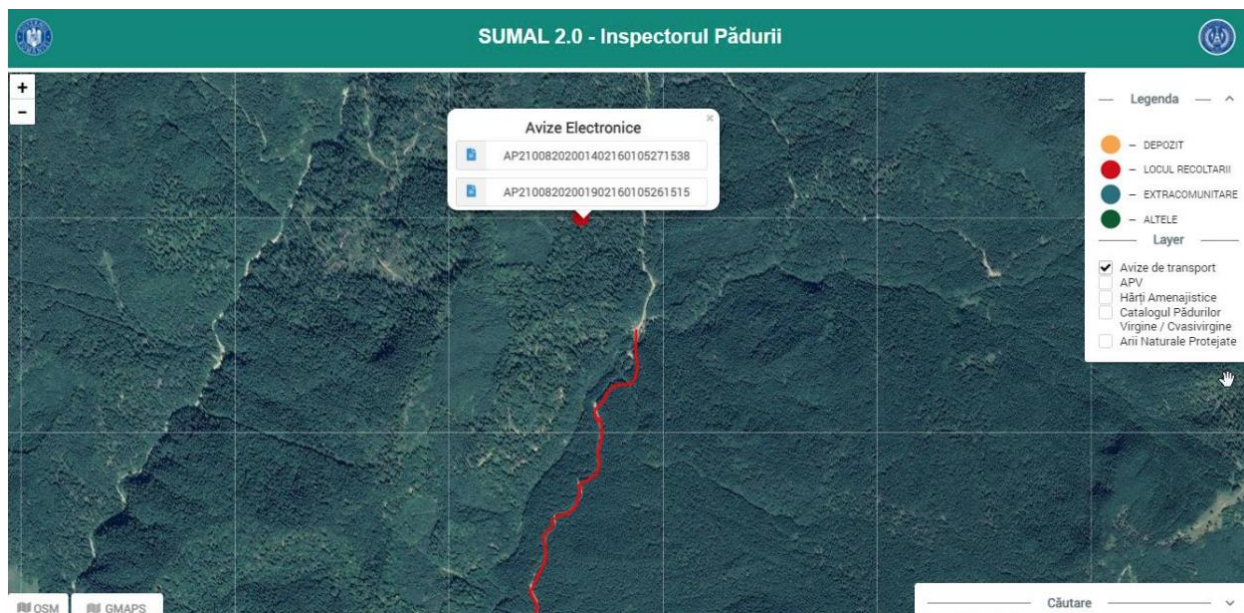 SUMAL 2.0 - Inspectorul Pădurii
+
−
Avize Electronice
×
AP21008202001402160105271538
AP21008202001902160105261515
Legenda
– DEPOZIT
– LOCUL RECOLTARII
– EXTRACOMUNITARE
– ALTELE
Layer
Avize de transport
APV
Hărți Amenajistice
Catalogul Pădurilor
Virgine / Cvasivirgine
Arii Naturale Protejate
OSM
GMAPS
Căutare